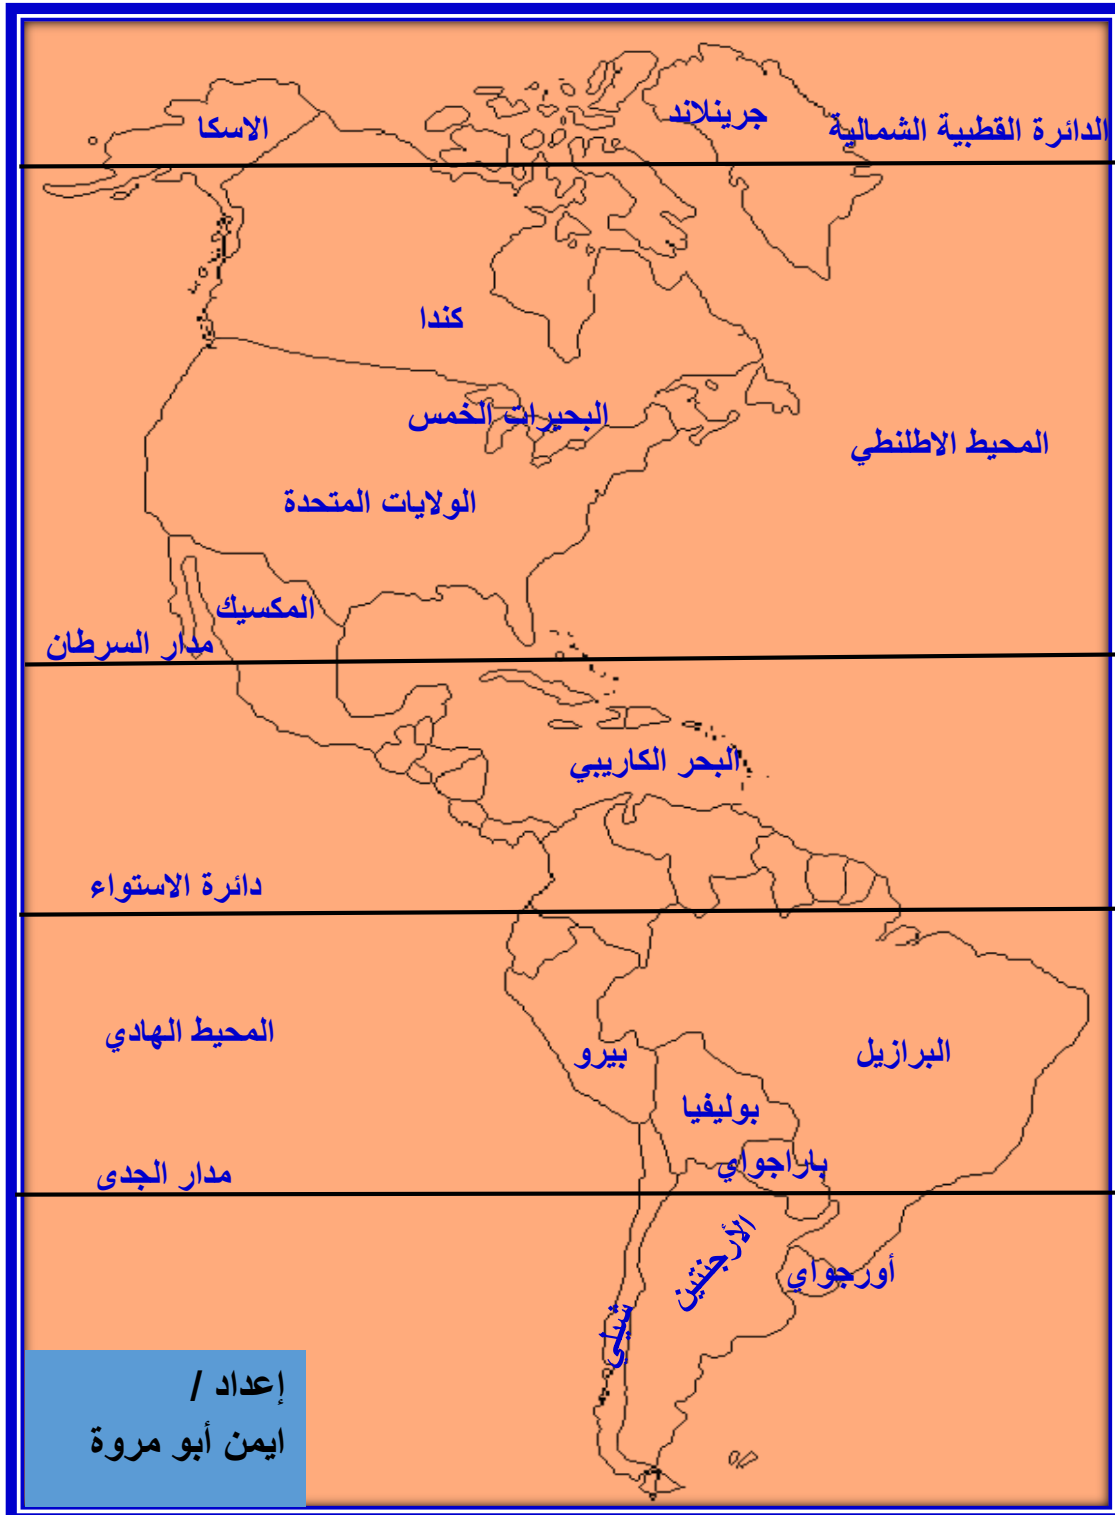 جرينلاند
الاسكا
الدائرة القطبية الشمالية
كندا
البحيرات الخمس
المحيط الاطلنطي
الولايات المتحدة
المكسيك
مدار السرطان
البحر الكاريبي
دائرة الاستواء
المحيط الهادي
بيرو
البرازيل
بوليفيا
باراجواي
مدار الجدى
الأرجنتين
أورجواي
شيلى
إعداد /
ايمن أبو مروة